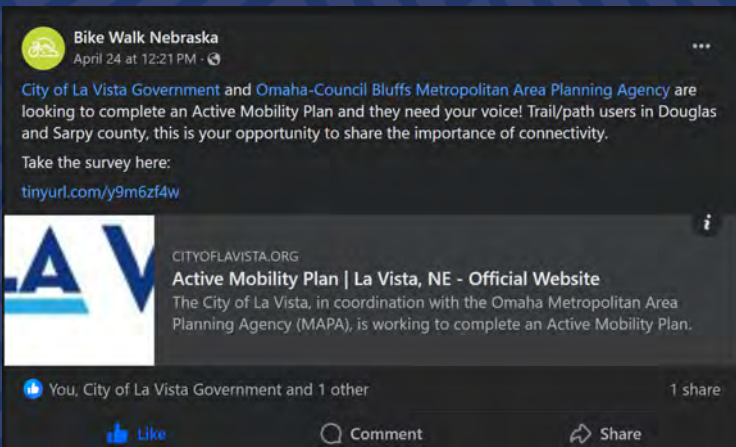 Bike Walk Nebraska
April 24 at 12:21 PM ·
City of La Vista Government and Omaha-Council Bluffs Metropolitan Area Planning Agency are
looking to complete an Active Mobility Plan and they need your voice! Trail/path users in Douglas
and Sarpy county, this is your opportunity to share the importance of connectivity.
Take the survey here:
tinyurl.com/y9m6zf4w
i
LA V
CITYOFLAVISTA.ORG
Active Mobility Plan | La Vista, NE - Official Website
The City of La Vista, in coordination with the Omaha Metropolitan Area
Planning Agency (MAPA), is working to complete an Active Mobility Plan.
You, City of La Vista Government and 1 other 1 share
Like Comment Share